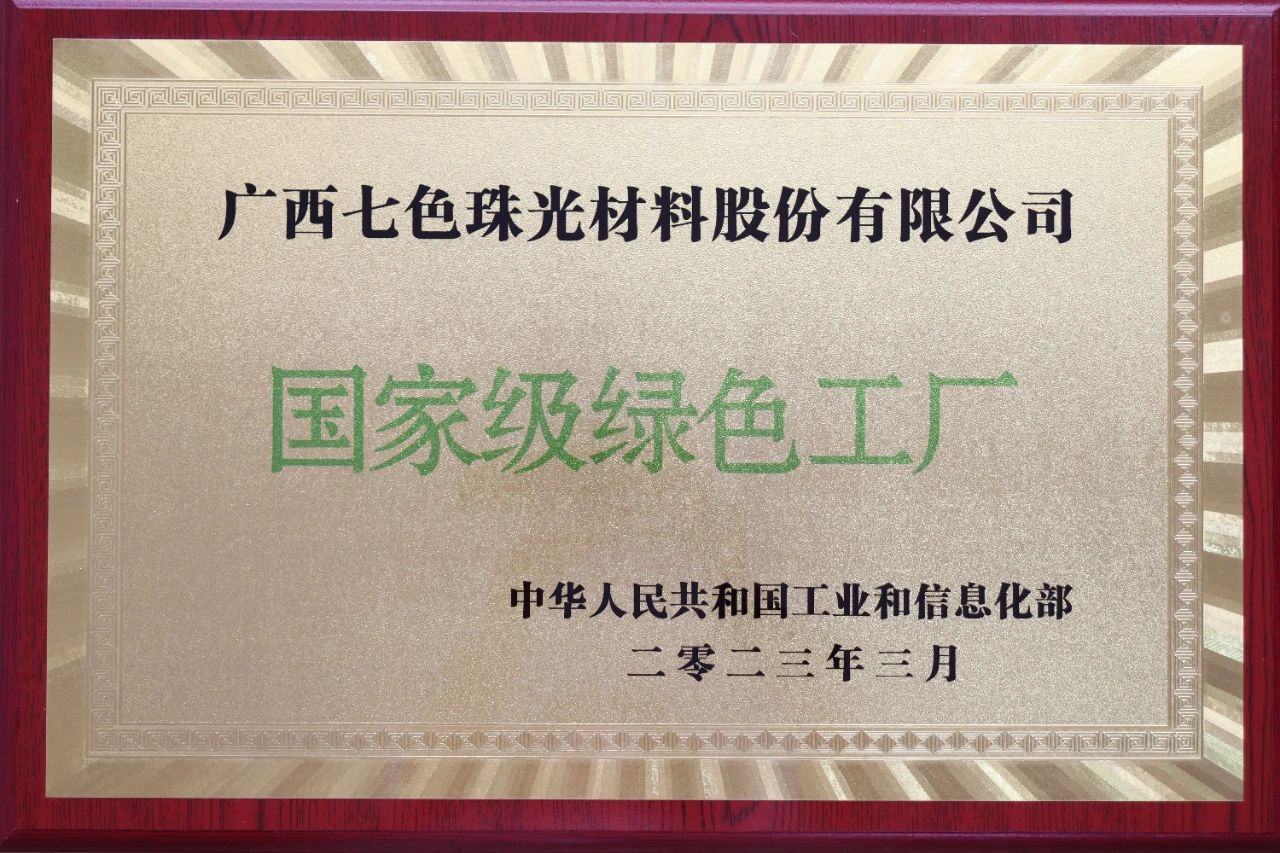 广西七色珠光材料股份有限公司
国家级绿色工厂
中华人民共和国工业和信息化部
二零二三年三月